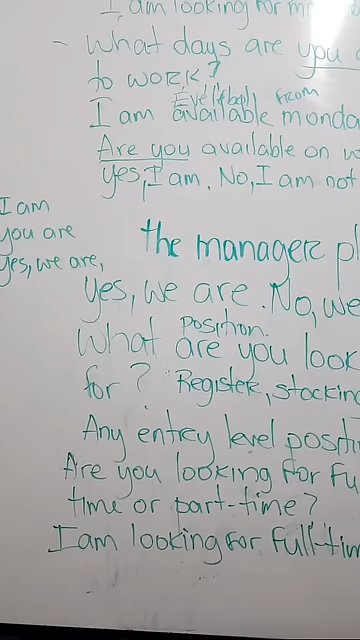 I am looking for mo
- What days are you a
to work?
Eve(lebol) from
I am available monda
Are you available on w
yes, I am. No, I am not
I am
you are
yes, we are,
the manager pl
yes, we are. No, we
Position.
What are you look
for? Register, stocking
Any entry level positi
Are you looking for fu
time or part-time?
I am looking for full-tim